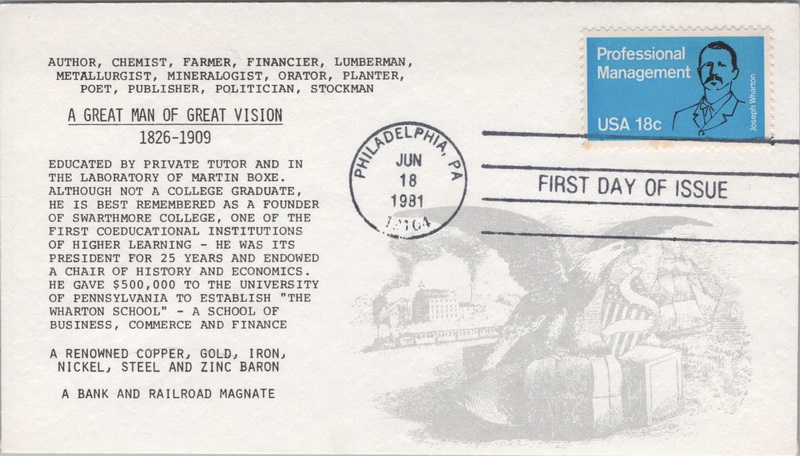 AUTHOR, CHEMIST, FARMER, FINANCIER, LUMBERMAN,
METALLURGIST, MINERALOGIST, ORATOR, PLANTER,
POET, PUBLISHER, POLITICIAN, STOCKMAN
A GREAT MAN OF GREAT VISION
1826-1909
EDUCATED BY PRIVATE TUTOR AND IN
THE LABORATORY OF MARTIN BOXE.
ALTHOUGH NOT A COLLEGE GRADUATE,
HE IS BEST REMEMBERED AS A FOUNDER
OF SWARTHMORE COLLEGE, ONE OF THE
FIRST COEDUCATIONAL INSTITUTIONS
OF HIGHER LEARNING - HE WAS ITS
PRESIDENT FOR 25 YEARS AND ENDOWED
A CHAIR OF HISTORY AND ECONOMICS.
HE GAVE $500,000 TO THE UNIVERSITY
OF PENNSYLVANIA TO ESTABLISH "THE
WHARTON SCHOOL" - A SCHOOL OF
BUSINESS, COMMERCE AND FINANCE
A RENOWNED COPPER, GOLD, IRON,
NICKEL, STEEL AND ZINC BARON
A BANK AND RAILROAD MAGNATE
PHILADELPHIA, PA
JUN
18
1981
19104
Professional
Management
USA 18c
Joseph Wharton
FIRST DAY OF ISSUE